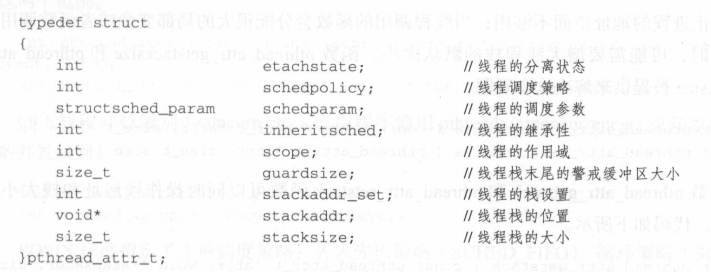 typedef struct
{
int etachstate; //线程的分离状态
int schedpolicy; //线程调度策略
structsched_param schedparam; //线程的调度参数
int inheritsched; //线程的继承性
int scope; //线程的作用域
size_t guardsize; //线程栈末尾的警戒缓冲区大小
int stackaddr_set; //线程的栈设置
void* stackaddr; //线程栈的位置
size_t stacksize; //线程栈的大小
}pthread_attr_t;